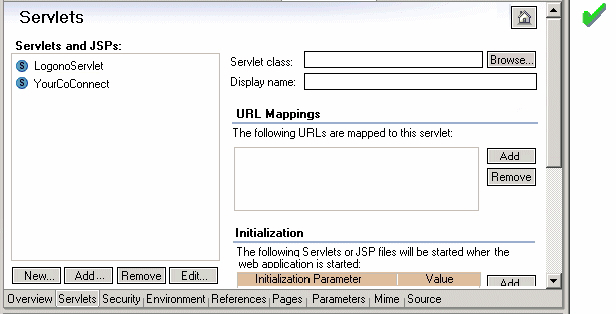 Servlets
Servlets and JSPs:
LogonoServlet
YourCoConnect
New... Add... Remove Edit...
Servlet class: Browse...
Display name:
URL Mappings
The following URLs are mapped to this servlet:
Add
Remove
Initialization
The following Servlets or JSP files will be started when the
web application is started:
Initialization Parameter Value Add
Overview Servlets Security Environment References Pages Parameters Mime Source